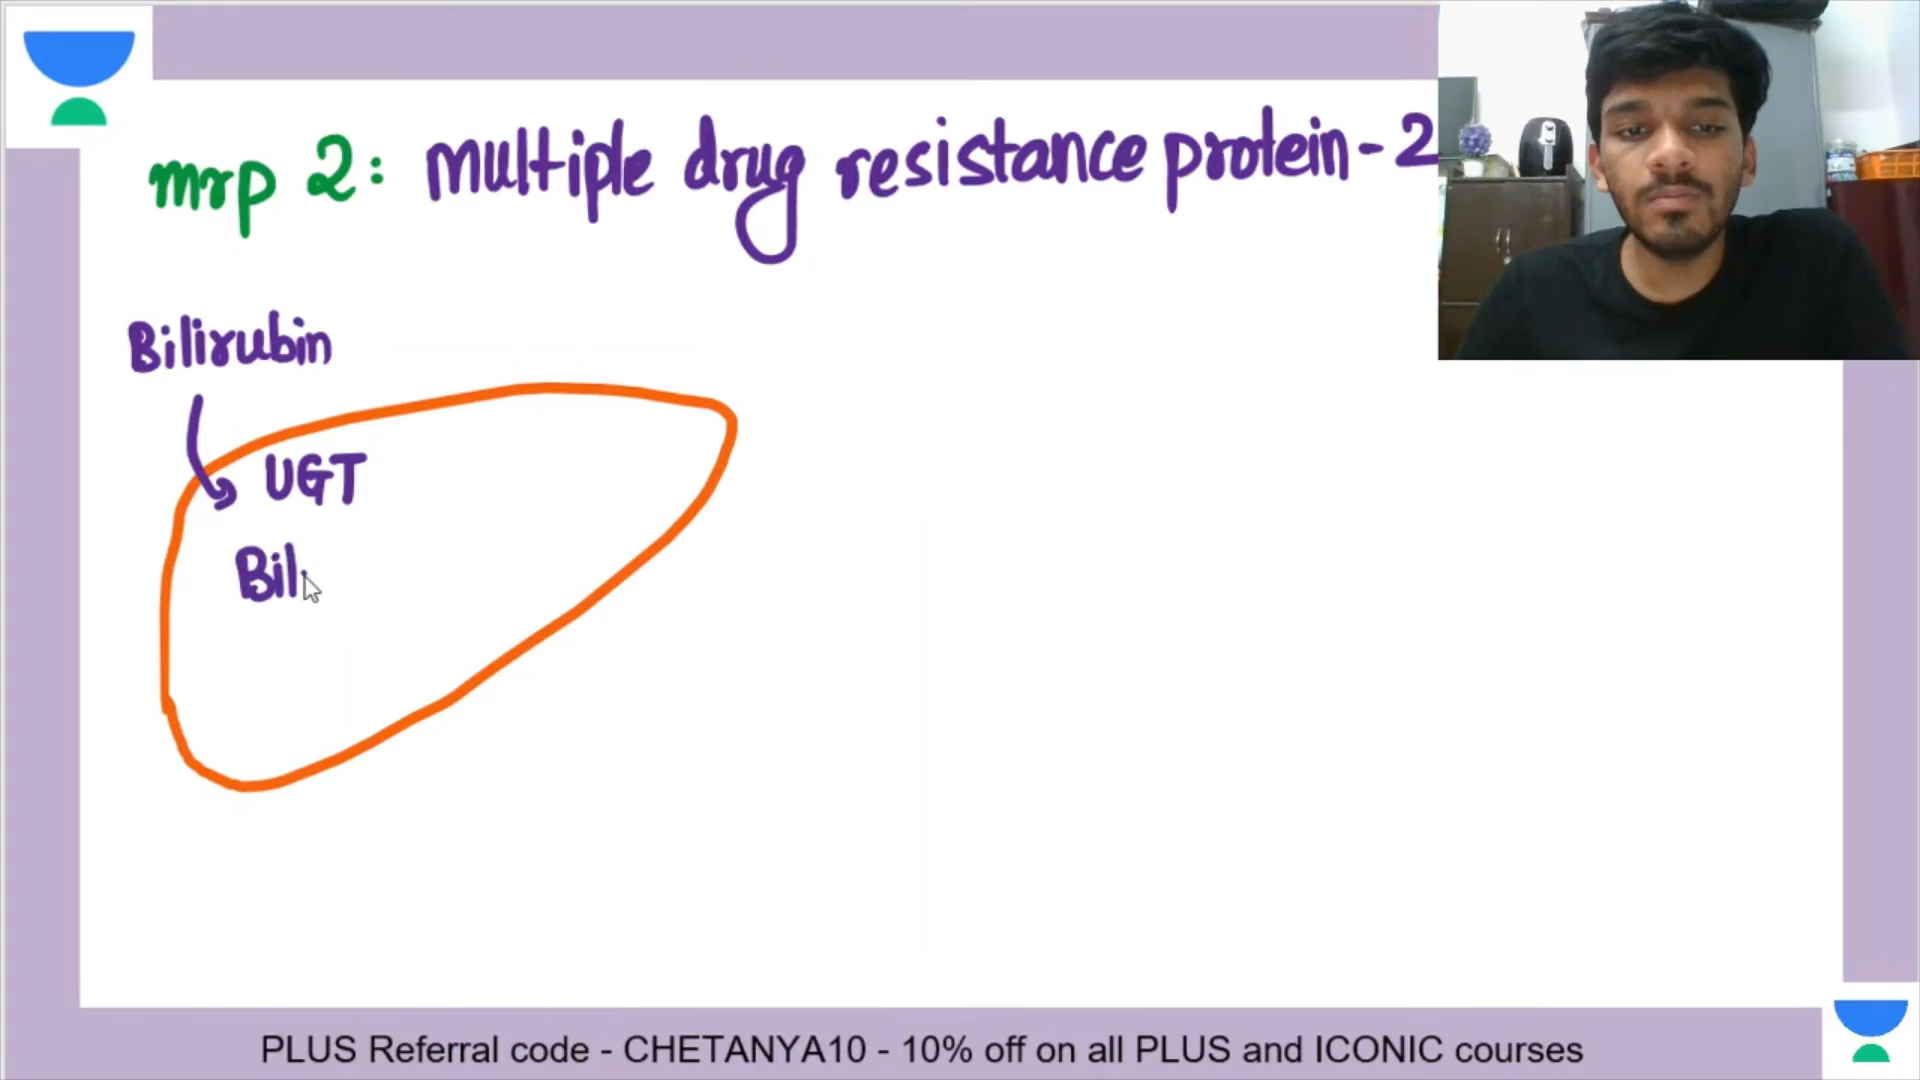 mrp 2: multiple drug resistance protein-2
Bilirubin
UGT
Bil
PLUS Referral code - CHETANYA10 - 10% off on all PLUS and ICONIC courses